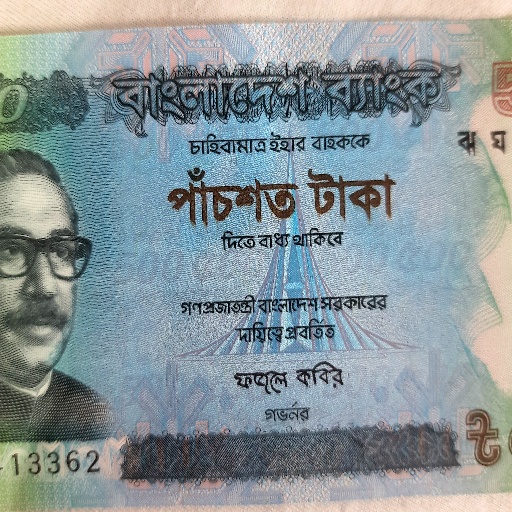 বাংলাদেশ ব্যাংক
চাহিবামাত্র ইহার বাহককে
ঝ ঘ
পাঁচশত টাকা
দিতে বাধ্য থাকিবে
গণপ্রজাতন্ত্রী বাংলাদেশ সরকারের
দায়িত্বে প্রবর্তিত
ফজলে কবির
গভর্নর
13362
৳